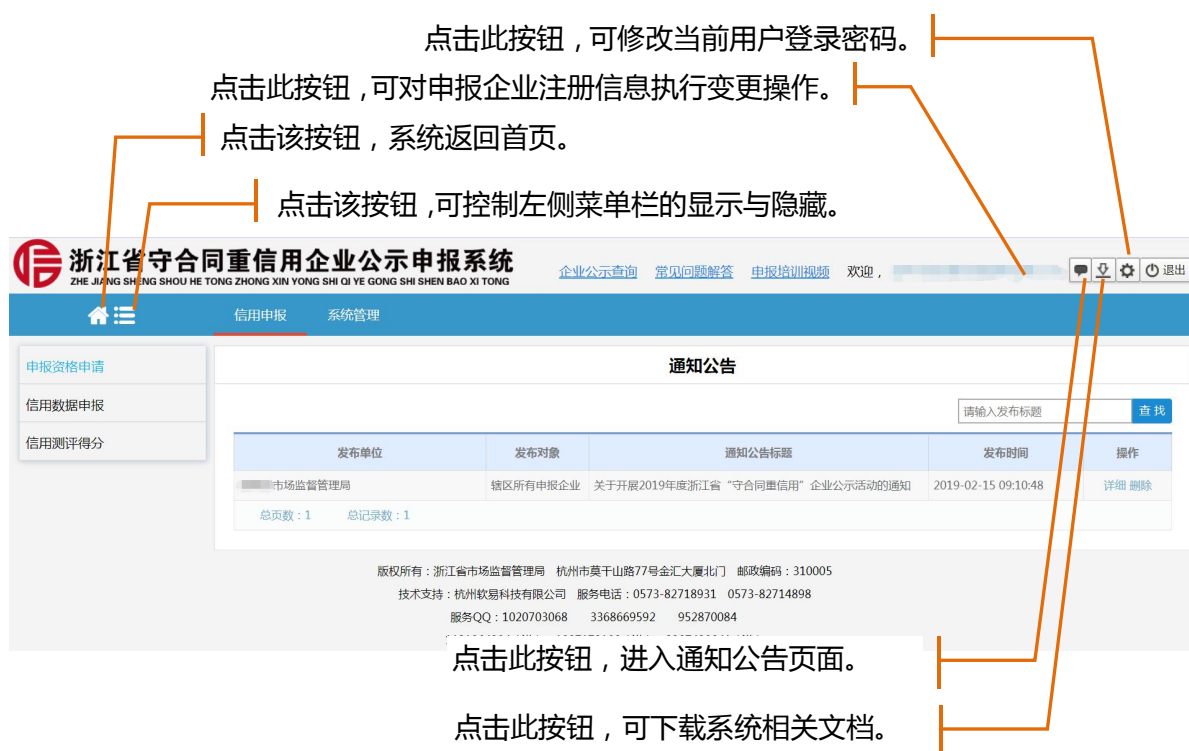 点击此按钮，可修改当前用户登录密码。
点击此按钮，可对申报企业注册信息执行变更操作。
点击该按钮，系统返回首页。
点击该按钮，可控制左侧菜单栏的显示与隐藏。
浙江省守合同重信用企业公示申报系统
ZHE JIANG SHENG SHOU HE TONG ZHONG XIN YONG SHI QI YE GONG SHI SHEN BAO XI TONG
企业公示查询 常见问题解答 申报培训视频 欢迎， 退出
信用申报 系统管理
申报资格申请
信用数据申报
信用测评得分
通知公告
请输入发布标题 查找
发布单位 发布对象 通知公告标题 发布时间 操作
市场监督管理局 辖区所有申报企业 关于开展2019年度浙江省“守合同重信用”企业公示活动的通知 2019-02-15 09:10:48 详细 删除
总页数：1 总记录数：1
版权所有：浙江省市场监督管理局 杭州市莫干山路77号金汇大厦北门 邮政编码：310005
技术支持：杭州软易科技有限公司 服务电话：0573-82718931 0573-82714898
服务QQ：1020703068 3368669592 952870084
点击此按钮，进入通知公告页面。
点击此按钮，可下载系统相关文档。